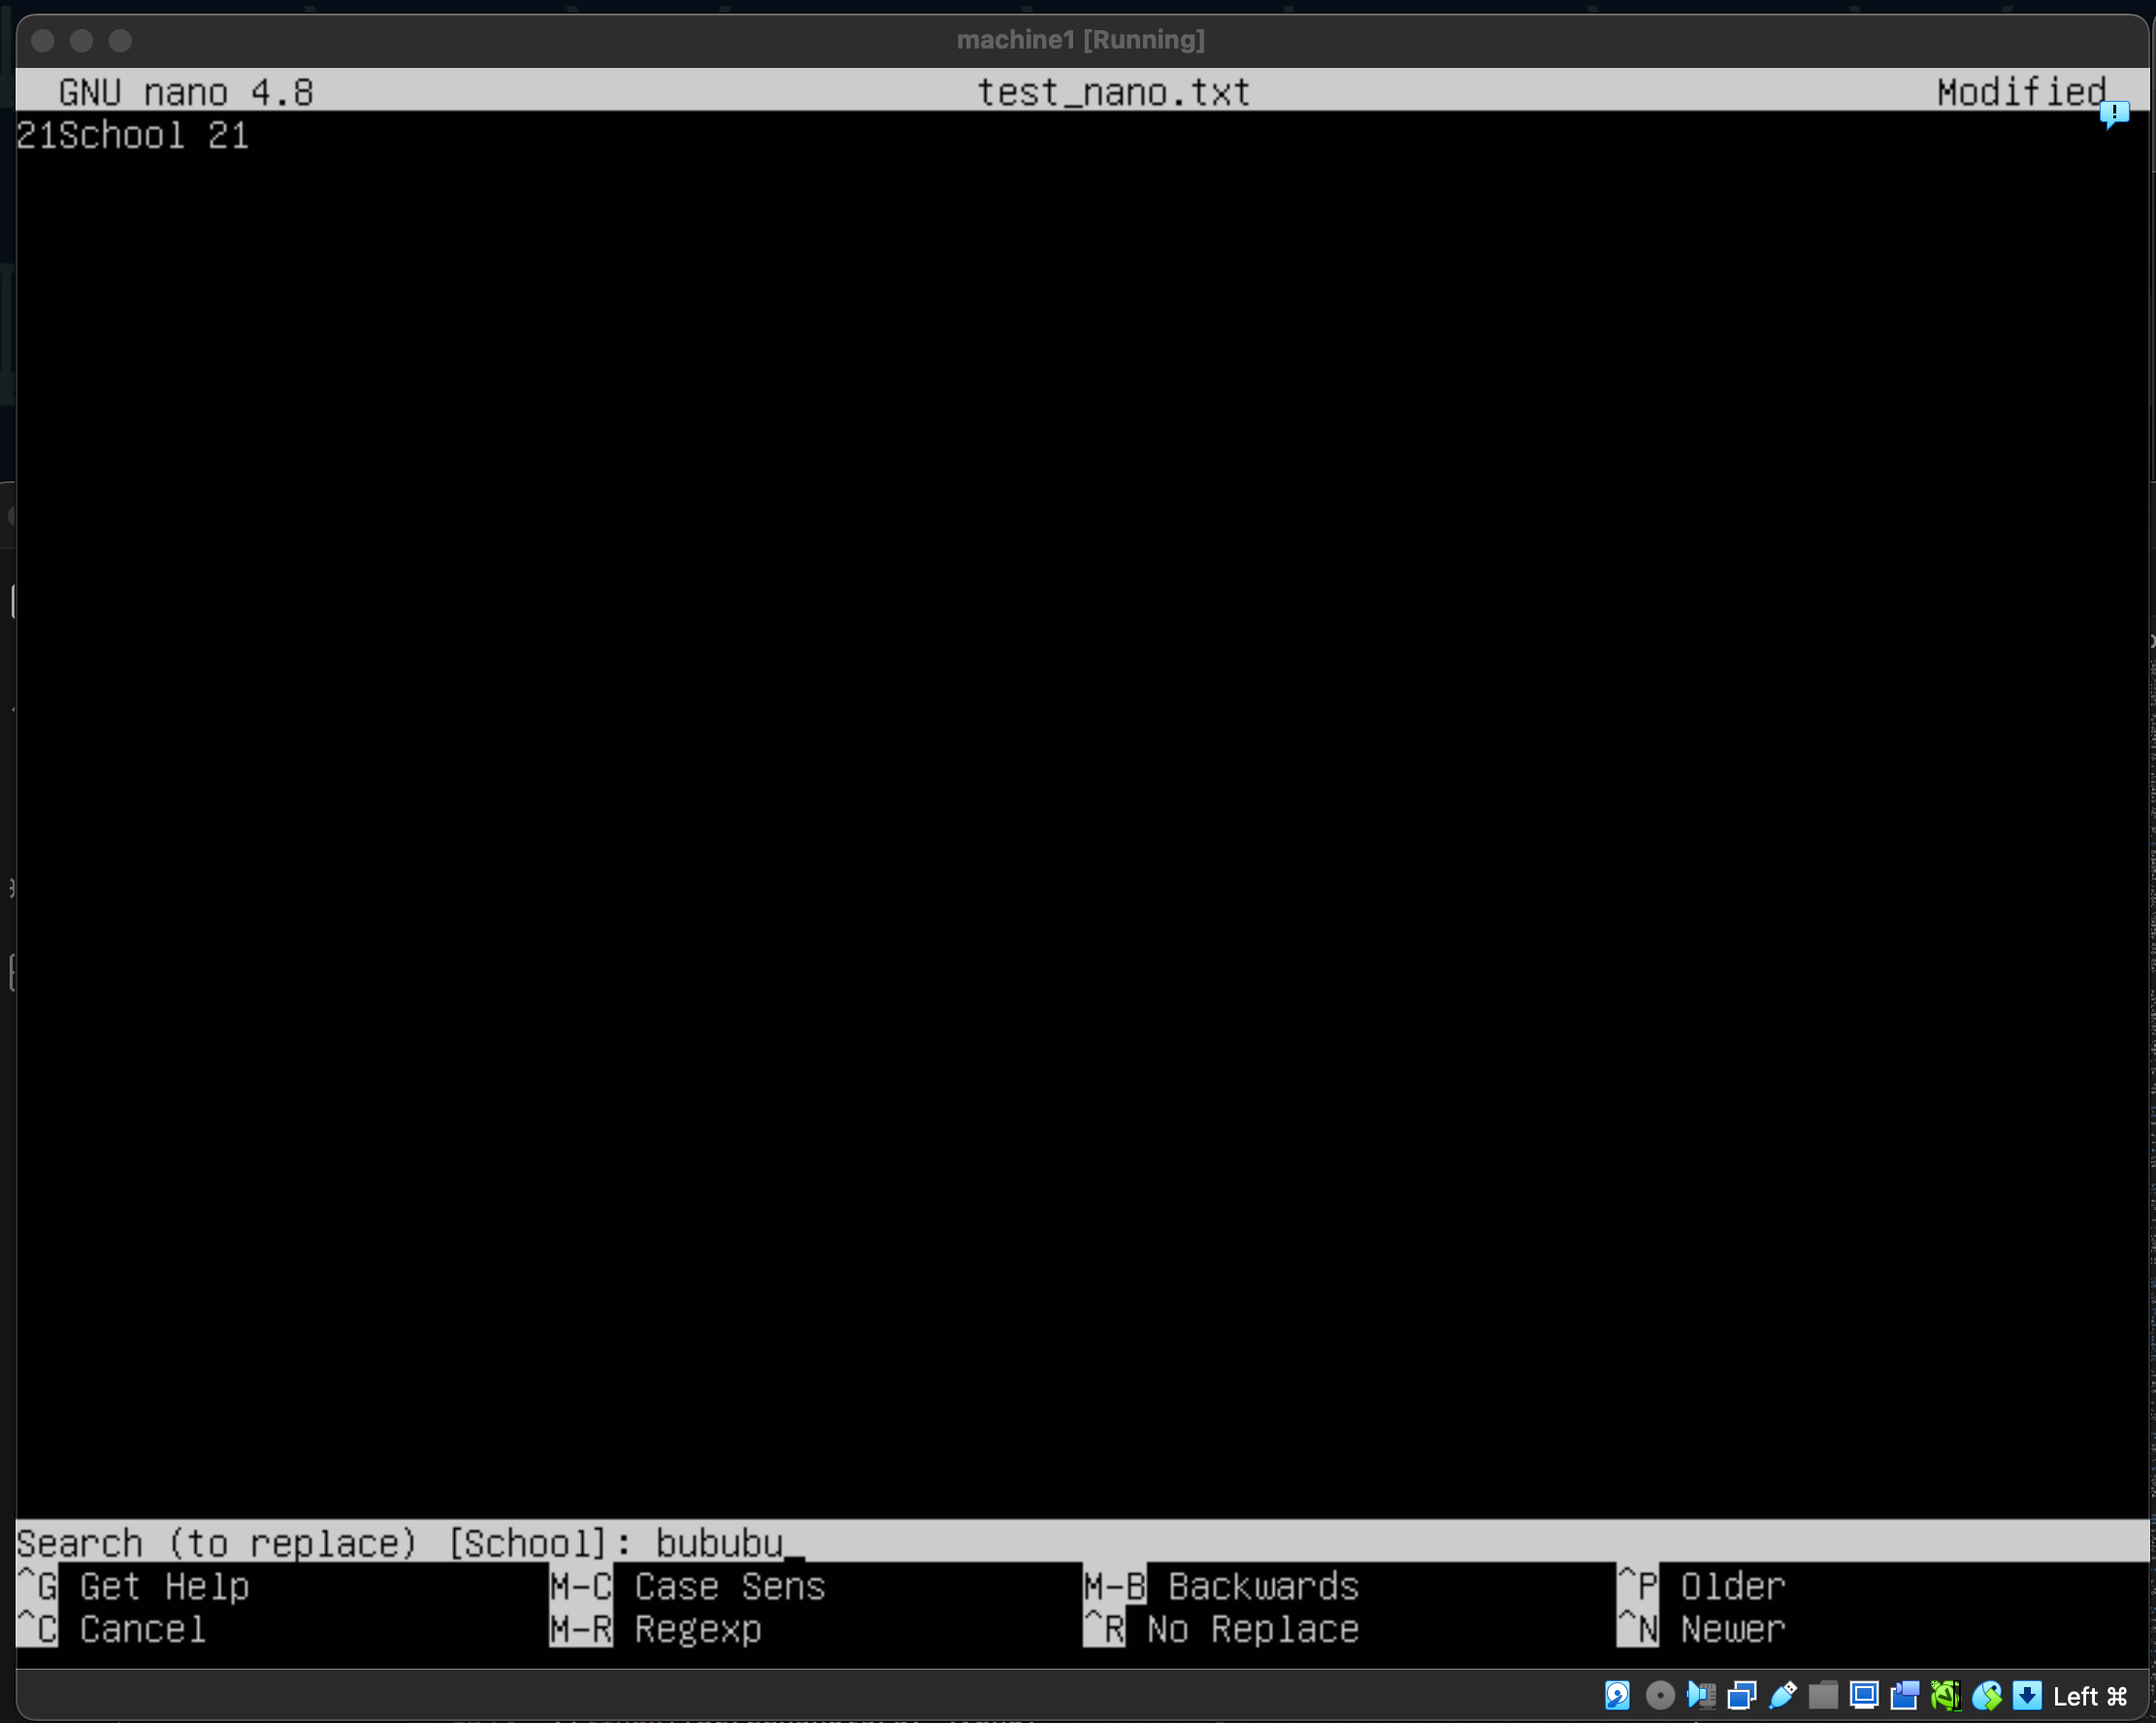 machine1 [Running]
GNU nano 4.8 test_nano.txt Modified
21School 21
Search (to replace) [School]: bububu_
^G Get Help M-C Case Sens M-B Backwards ^P Older
^C Cancel M-R Regexp ^R No Replace ^N Newer
Left ⌘